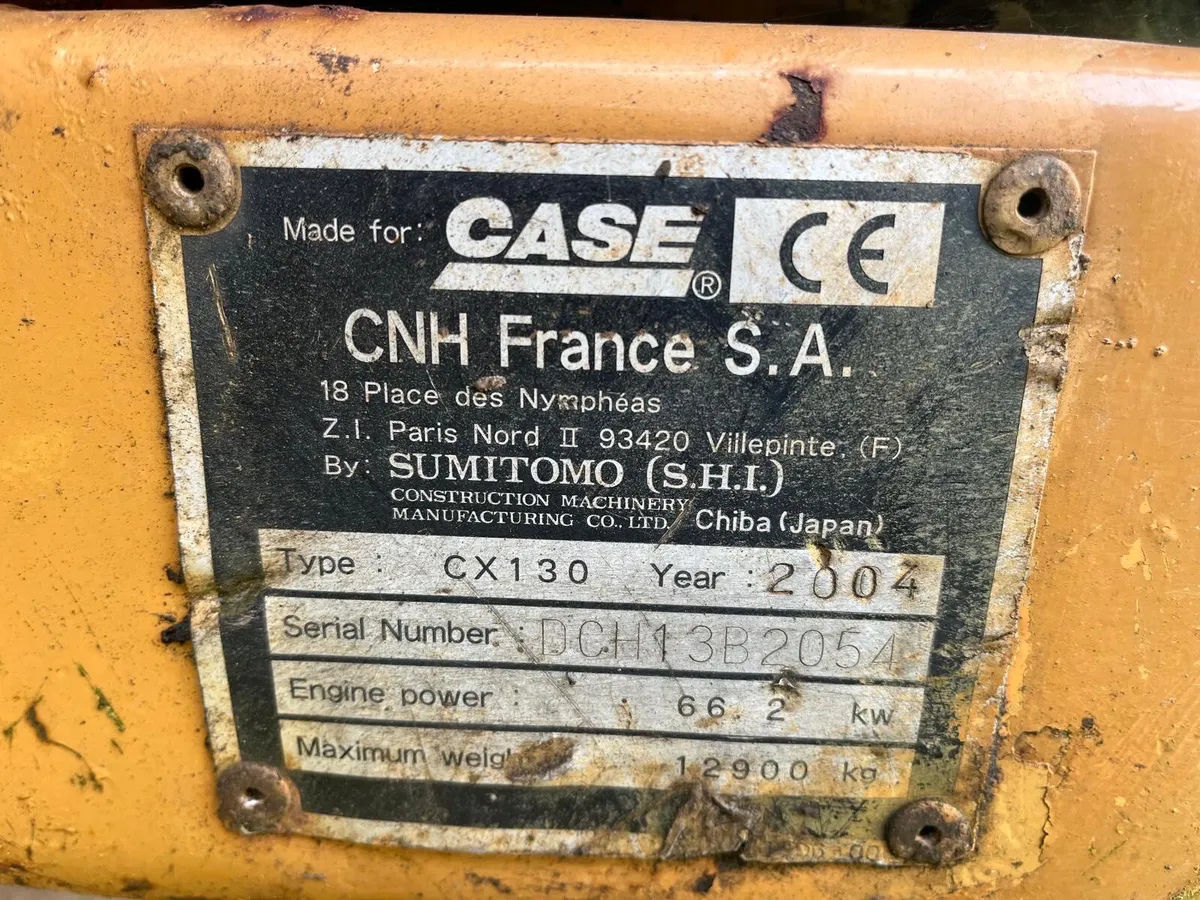 Made for: CASE® CE
CNH France S.A.
18 Place des Nymphéas
Z.I. Paris Nord II 93420 Villepinte. (F)
By: SUMITOMO (S.H.I.)
CONSTRUCTION MACHINERY
MANUFACTURING CO., LTD. Chiba (Japan)
Type : CX130 Year : 2004
Serial Number : DCH13B2054
Engine power : 66.2 kw
Maximum 12900 kg